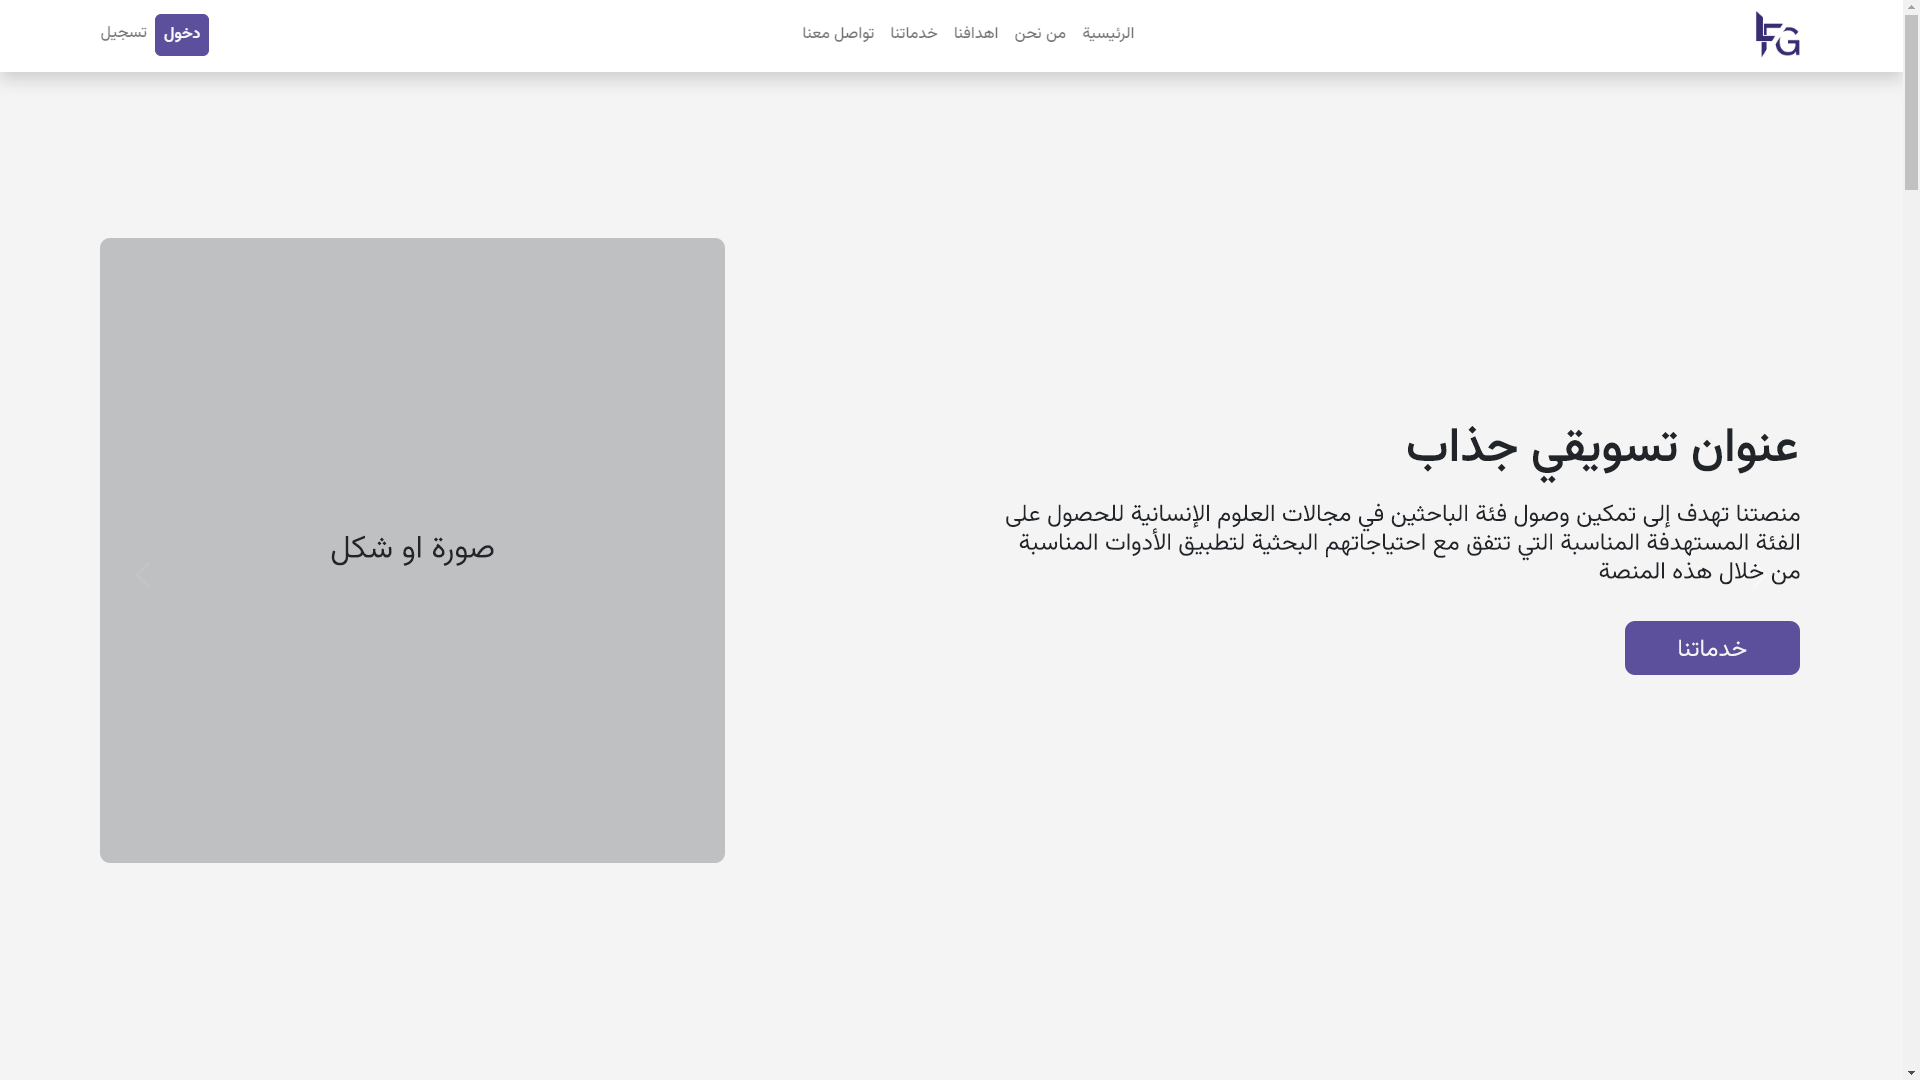 LFG
الرئيسية
من نحن
اهدافنا
خدماتنا
تواصل معنا
دخول
تسجيل
عنوان تسويقي جذاب
منصتنا تهدف إلى تمكين وصول فئة الباحثين في مجالات العلوم الإنسانية للحصول على
الفئة المستهدفة المناسبة التي تتفق مع احتياجاتهم البحثية لتطبيق الأدوات المناسبة
من خلال هذه المنصة
خدماتنا
صورة او شكل